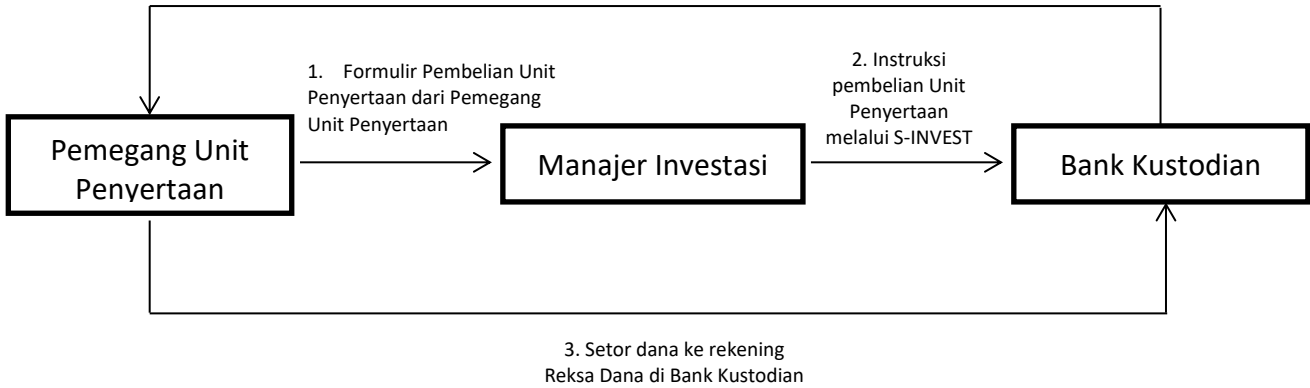 1. Formulir Pembelian Unit
Penyertaan dari Pemegang
Unit Penyertaan
2. Instruksi
pembelian Unit
Penyertaan
melalui S-INVEST
Pemegang Unit
Penyertaan
Manajer Investasi
Bank Kustodian
3. Setor dana ke rekening
Reksa Dana di Bank Kustodian